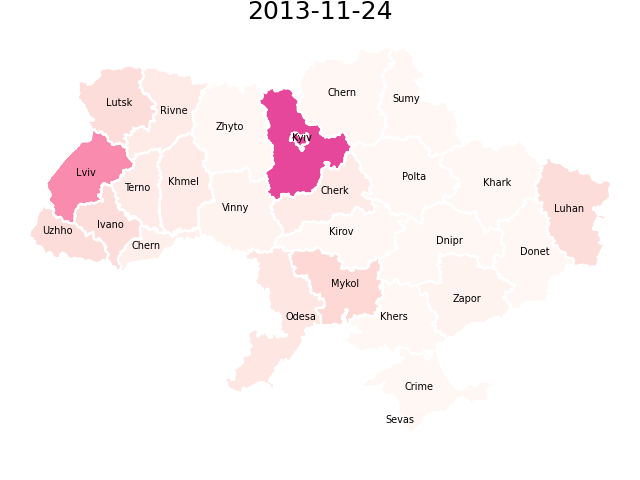 2013-11-24
Chern
Sumy
Lutsk
Rivne
Zhyto
Kyiv
Lviv
Terno
Khmel
Cherk
Polta
Khark
Luhan
Uzhho
Ivano
Chern
Vinny
Kirov
Dnipr
Donet
Mykol
Zapor
Odesa
Khers
Crime
Sevas